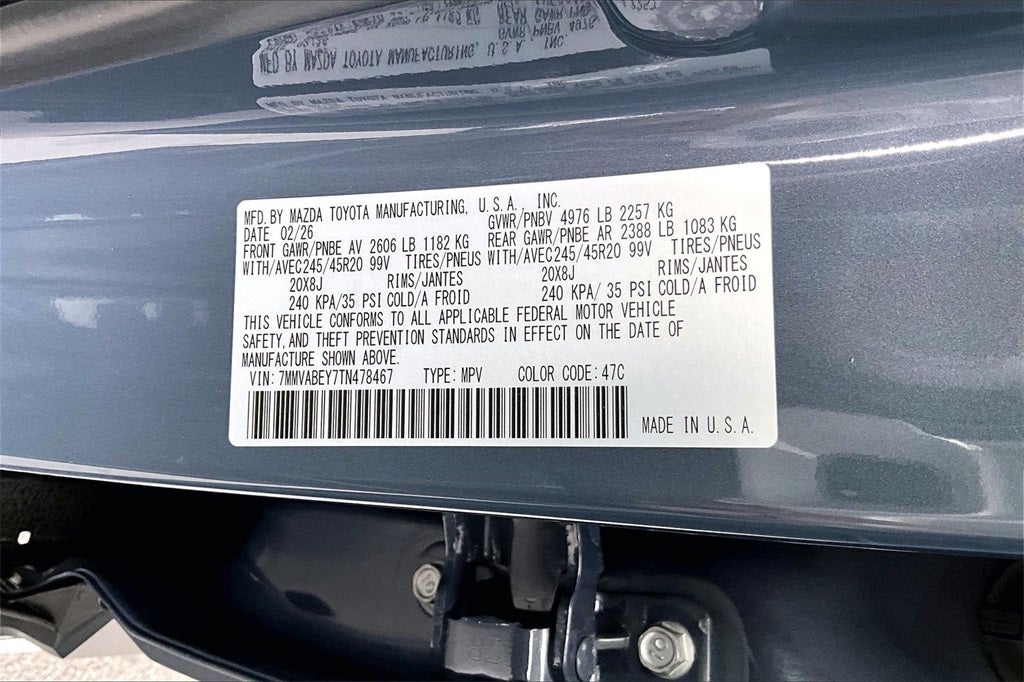 MFD. BY MAZDA TOYOTA MANUFACTURING, U.S.A., INC.
DATE 02/26 GVWR/PNBV 4976 LB 2257 KG
FRONT GAWR/PNBE AV 2606 LB 1182 KG REAR GAWR/PNBE AR 2388 LB 1083 KG
WITH/AVEC245/45R20 99V TIRES/PNEUS WITH/AVEC245/45R20 99V TIRES/PNEUS
20X8J RIMS/JANTES 20X8J RIMS/JANTES
240 KPA/ 35 PSI COLD/A FROID 240 KPA/ 35 PSI COLD/A FROID
THIS VEHICLE CONFORMS TO ALL APPLICABLE FEDERAL MOTOR VEHICLE
SAFETY, AND THEFT PREVENTION STANDARDS IN EFFECT ON THE DATE OF
MANUFACTURE SHOWN ABOVE.
VIN: 7MMVABEY7TN478467 TYPE: MPV COLOR CODE: 47C
MADE IN U.S.A.